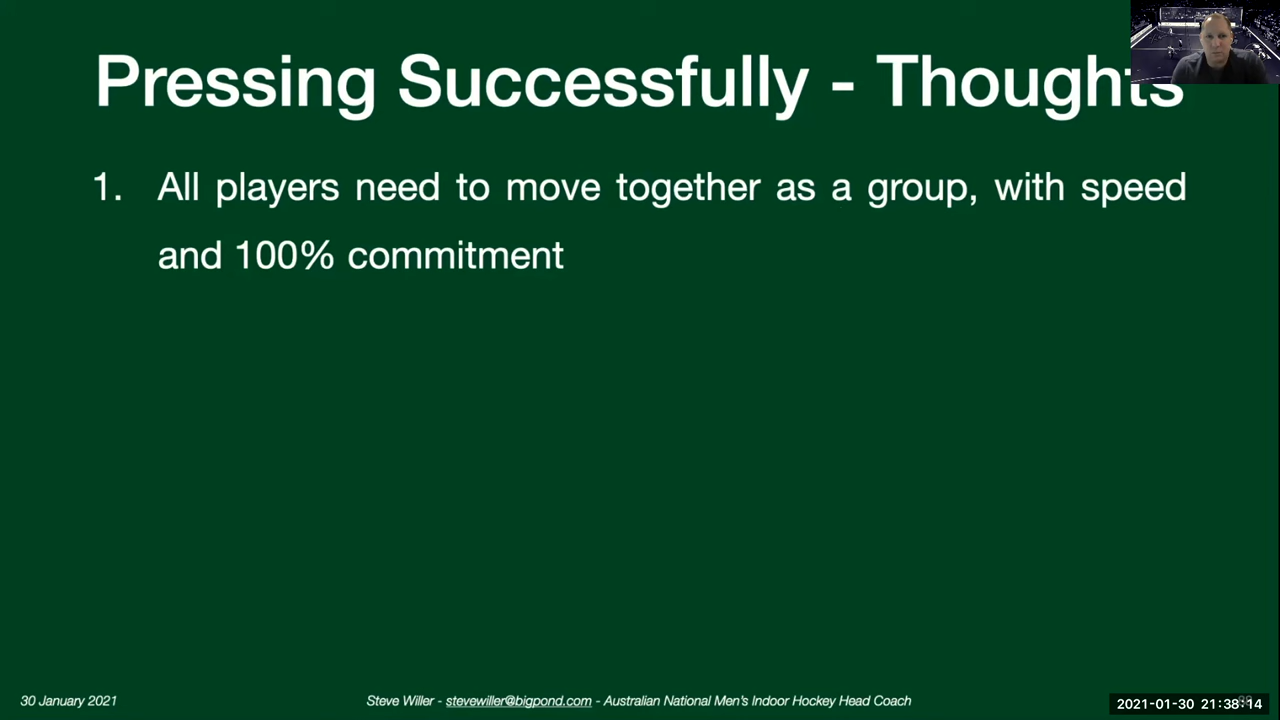 Pressing Successfully - Thoughts
1. All players need to move together as a group, with speed
and 100% commitment
30 January 2021
Steve Willer - stevewiller@bigpond.com - Australian National Men's Indoor Hockey Head Coach
2021-01-30 21:38:14